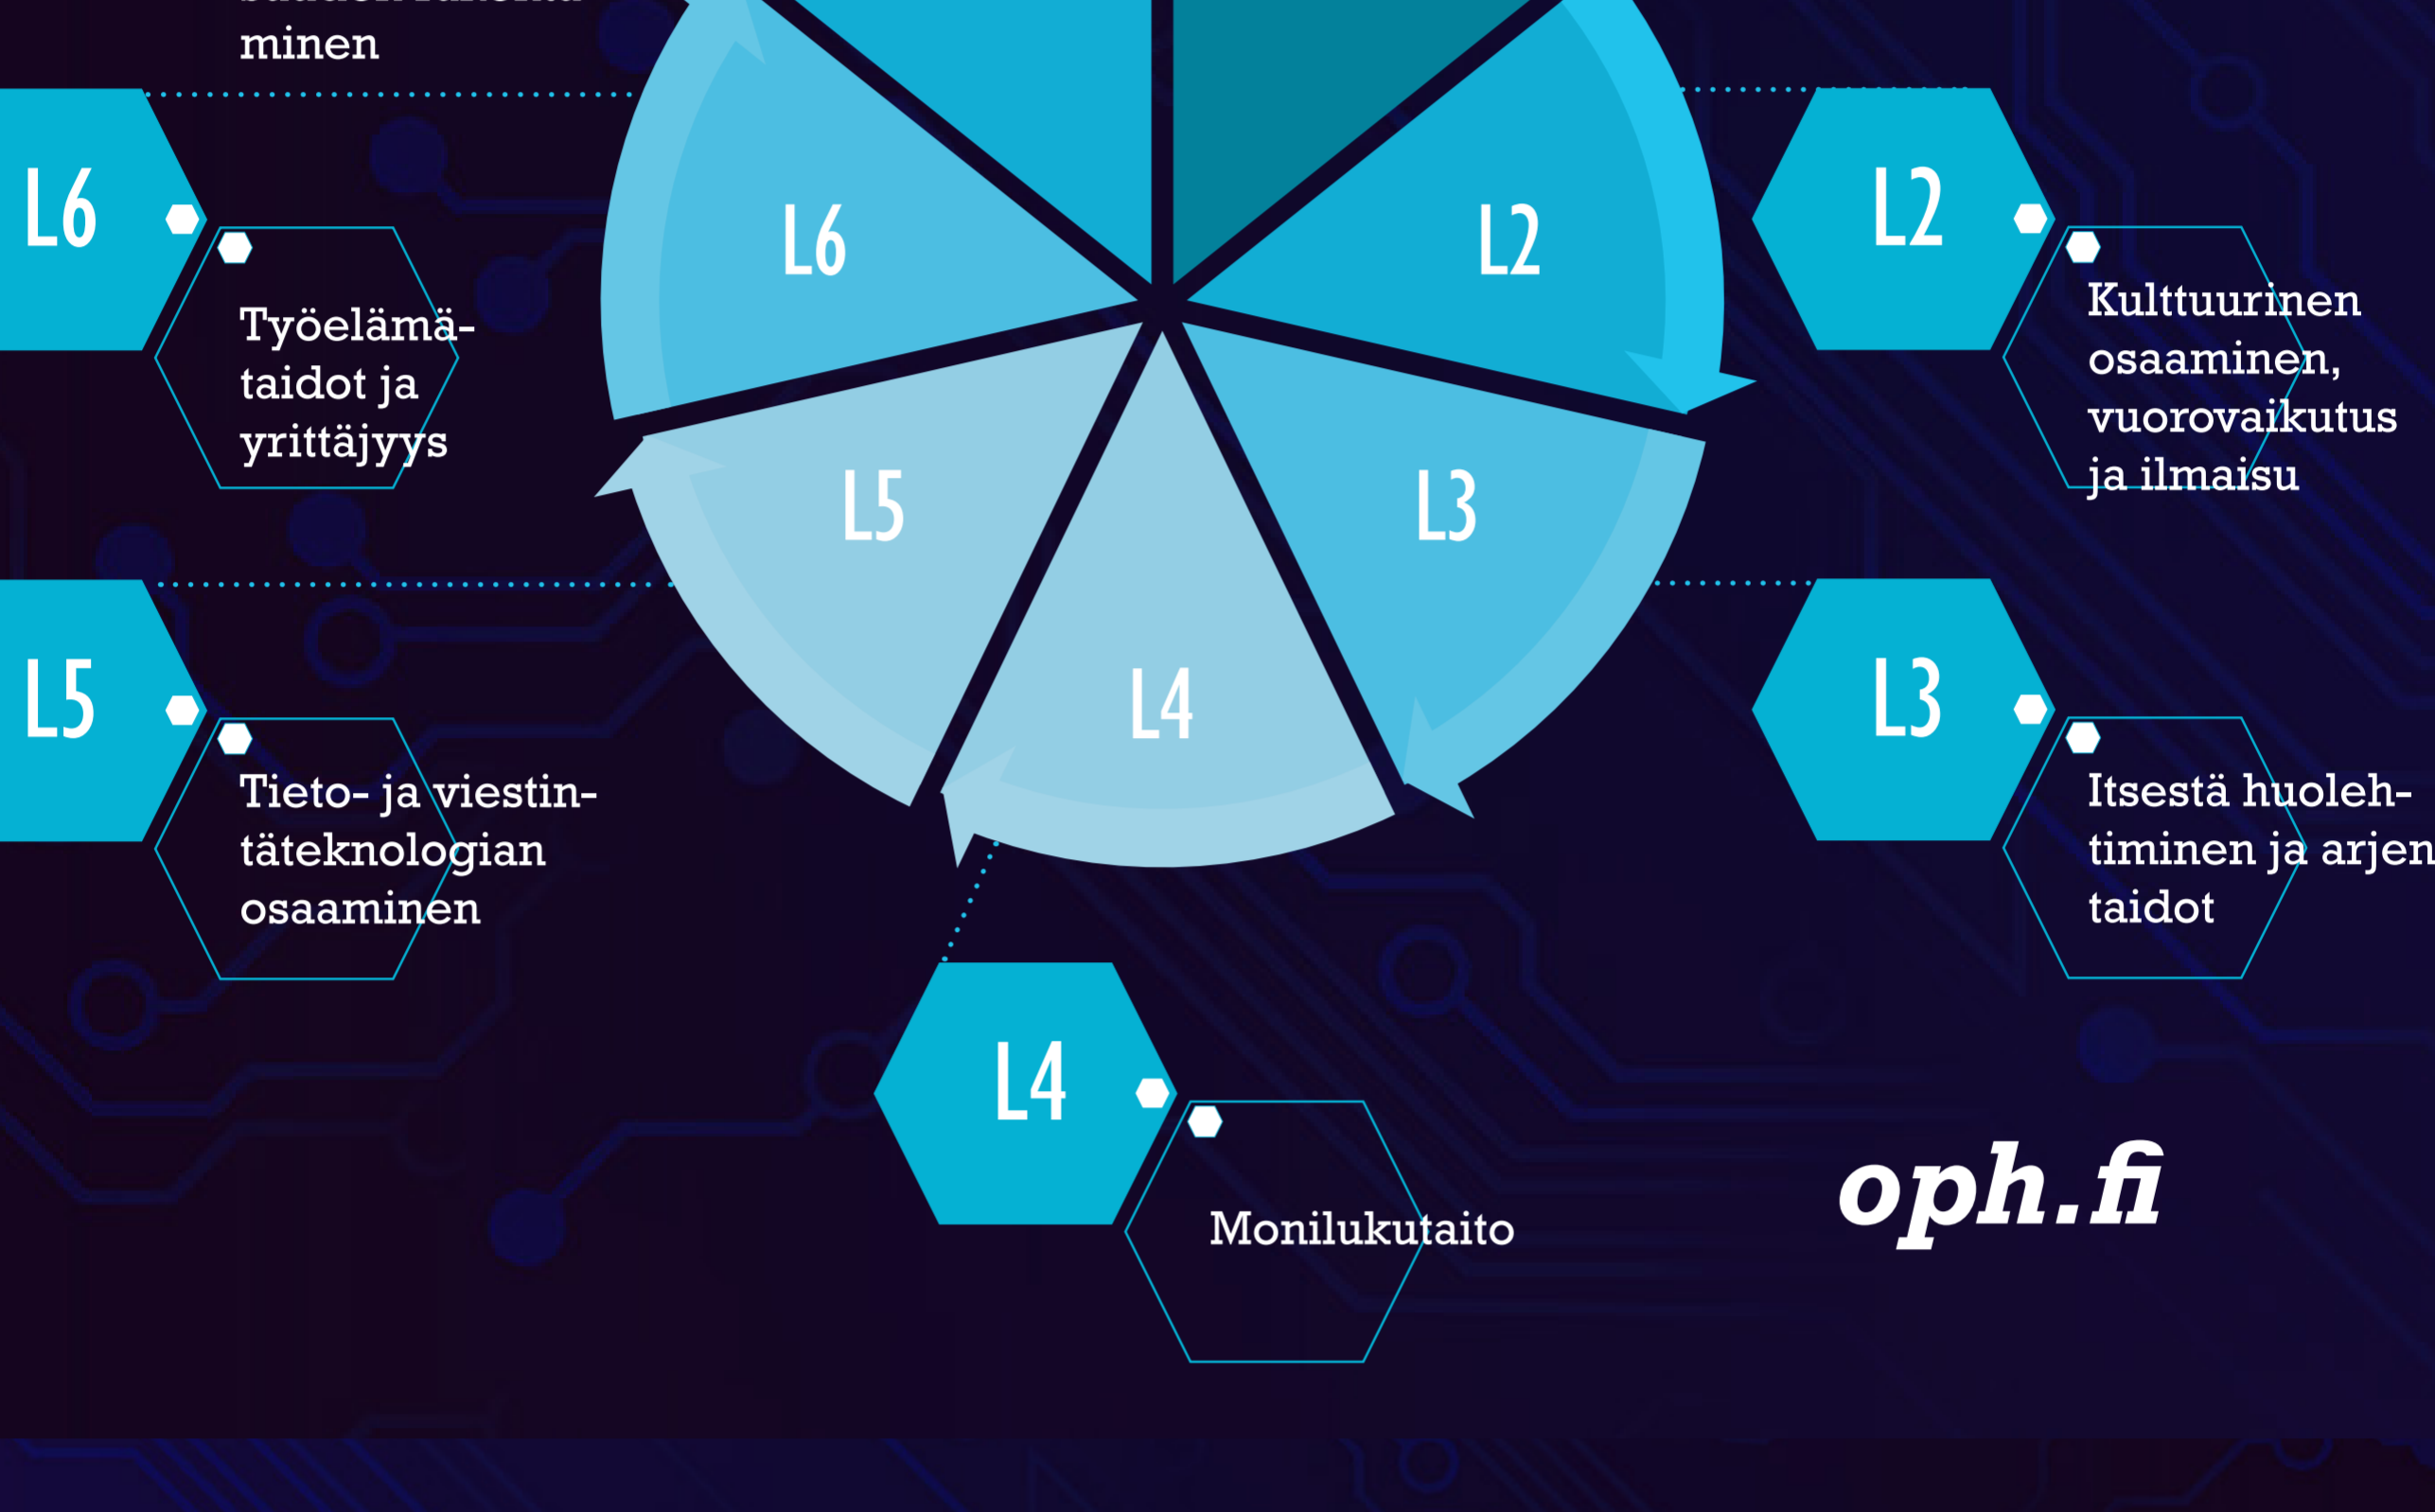 minen
L6
Työelämä-
taidot ja
yrittäjyys
L6
L2
L2
Kulttuurinen
osaaminen,
vuorovaikutus
ja ilmaisu
L5
Tieto- ja viestin-
täteknologian
osaaminen
L5
L3
L4
L3
Itsestä huoleh-
timinen ja arjen
taidot
L4
Monilukutaito
oph.fi